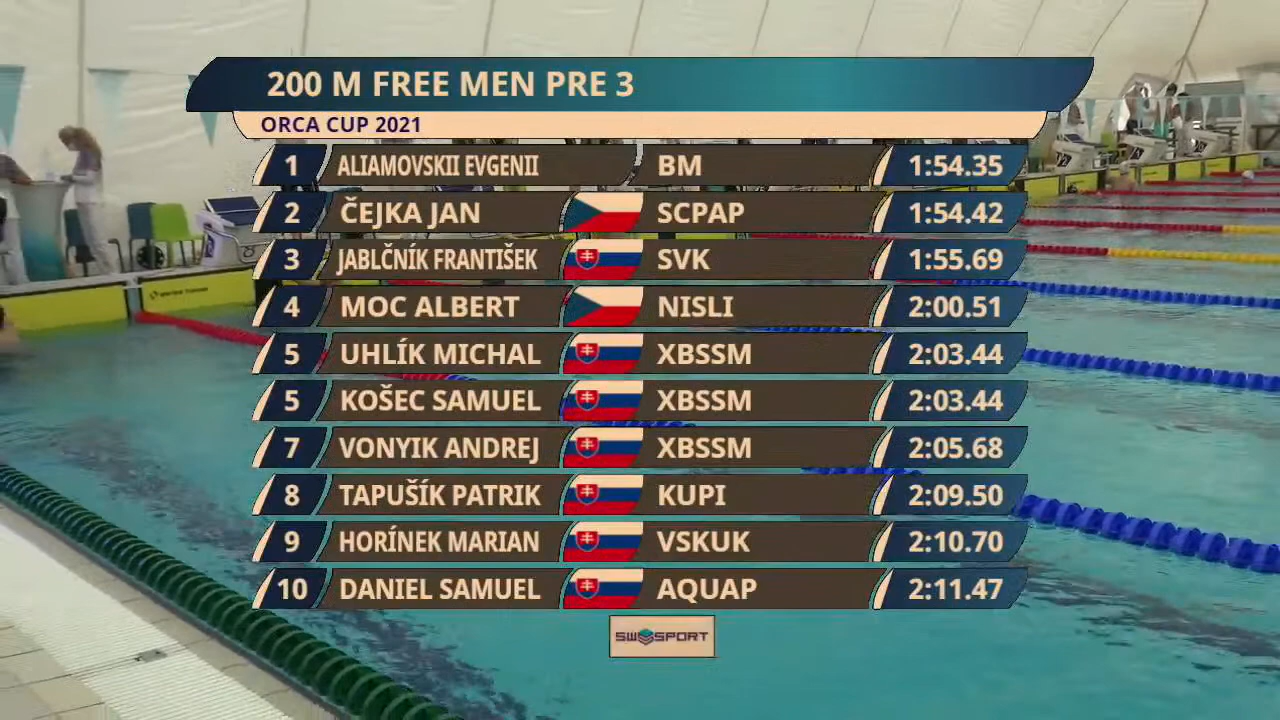 200 M FREE MEN PRE 3
ORCA CUP 2021
1 ALIAMOVSKII EVGENII BM 1:54.35
2 ČEJKA JAN SCPAP 1:54.42
3 JABLČNÍK FRANTIŠEK SVK 1:55.69
4 MOC ALBERT NISLI 2:00.51
5 UHLÍK MICHAL XBSSM 2:03.44
5 KOŠEC SAMUEL XBSSM 2:03.44
7 VONYIK ANDREJ XBSSM 2:05.68
8 TAPUŠÍK PATRIK KUPI 2:09.50
9 HORÍNEK MARIAN VSKUK 2:10.70
10 DANIEL SAMUEL AQUAP 2:11.47
SWOSPORT